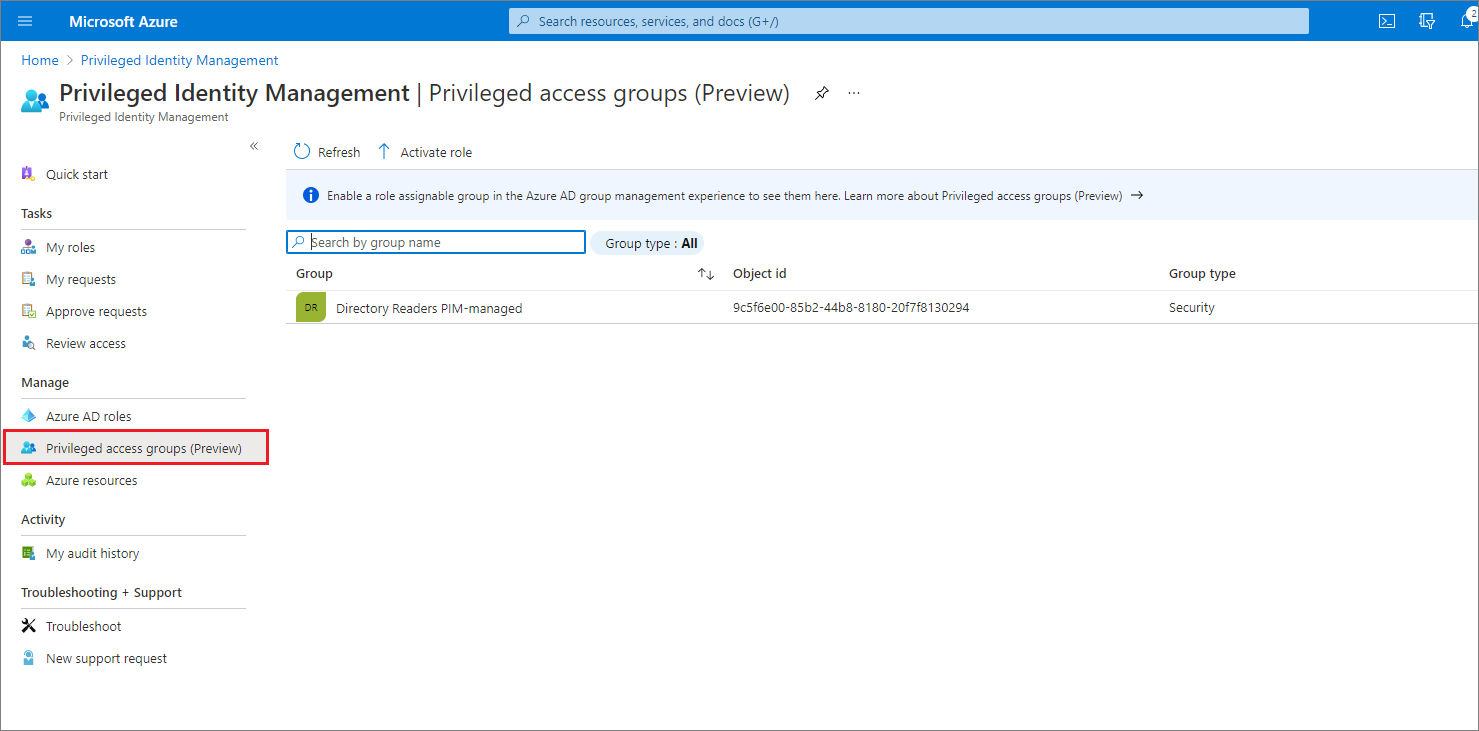 Microsoft Azure
Search resources, services, and docs (G+/)
2
Home > Privileged Identity Management
Privileged Identity Management | Privileged access groups (Preview)
Privileged Identity Management
Quick start
Tasks
My roles
My requests
Approve requests
Review access
Manage
Azure AD roles
Privileged access groups (Preview)
Azure resources
Activity
My audit history
Troubleshooting + Support
Troubleshoot
New support request
Refresh Activate role
Enable a role assignable group in the Azure AD group management experience to see them here. Learn more about Privileged access groups (Preview) →
Search by group name Group type : All
Group Object id Group type
DR Directory Readers PIM-managed 9c5f6e00-85b2-44b8-8180-20f7f8130294 Security